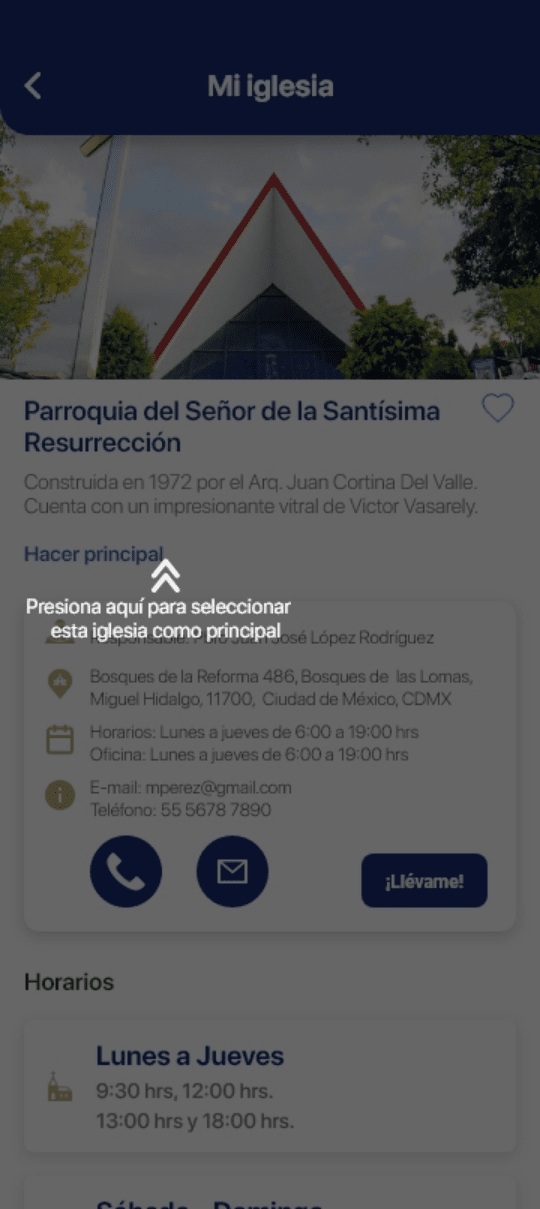 Mi iglesia
Parroquia del Señor de la Santísima
Resurrección
Construida en 1972 por el Arq. Juan Cortina Del Valle.
Cuenta con un impresionante vitral de Victor Vasarely.
Hacer principal
Presiona aquí para seleccionar
esta iglesia como principal
Responsable: Pbro Juan José López Rodríguez
Bosques de la Reforma 486, Bosques de las Lomas,
Miguel Hidalgo, 11700, Ciudad de México, CDMX
Horarios: Lunes a jueves de 6:00 a 19:00 hrs
Oficina: Lunes a jueves de 6:00 a 19:00 hrs
E-mail: mperez@gmail.com
Teléfono: 55 5678 7890
¡Llévame!
Horarios
Lunes a Jueves
9:30 hrs, 12:00 hrs.
13:00 hrs y 18:00 hrs.
Sábado - Domingo